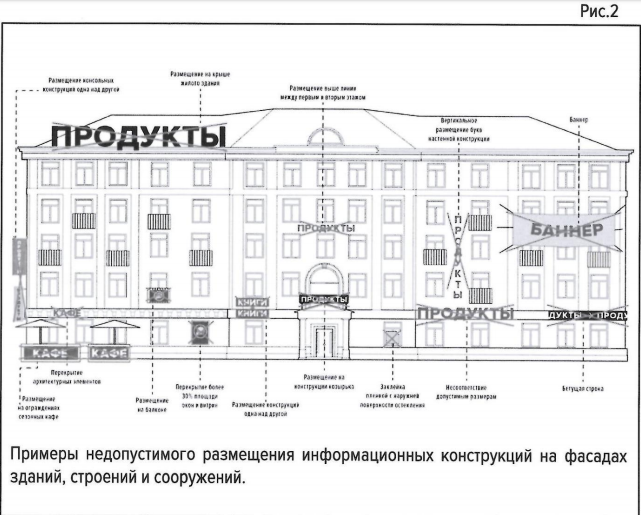 Рис.2
Размещение консольных
конструкций одна над другой
Размещение на крыше
жилого здания
Размещение выше линии
между первым и вторым этажом
Вертикальное
размещение букв
настенной конструкции
Баннер
ПРОДУКТЫ
ПРОДУКТЫ
ПРОДУКТЫ
БАННЕР
КНИГИ
КНИГИ
ПРОДУКТЫ
КАФЕ
ПРОДУКТЫ
ДУКТЫ
ПРОДУ
КАФЕ
КАФЕ
Перекрытие
архитектурных элементов
Размещение
на ограждениях
сезонных кафе
Размещение
на балконе
Перекрытие более
30% площади
окон и витрин
Размещение конструкций
одна над другой
Размещение на
конструкции козырька
Заклейка
пленкой с наружней
поверхности остекления
Несоответствие
допустимым размерам
Бегущая строка
Примеры недопустимого размещения информационных конструкций на фасадах
зданий, строений и сооружений.